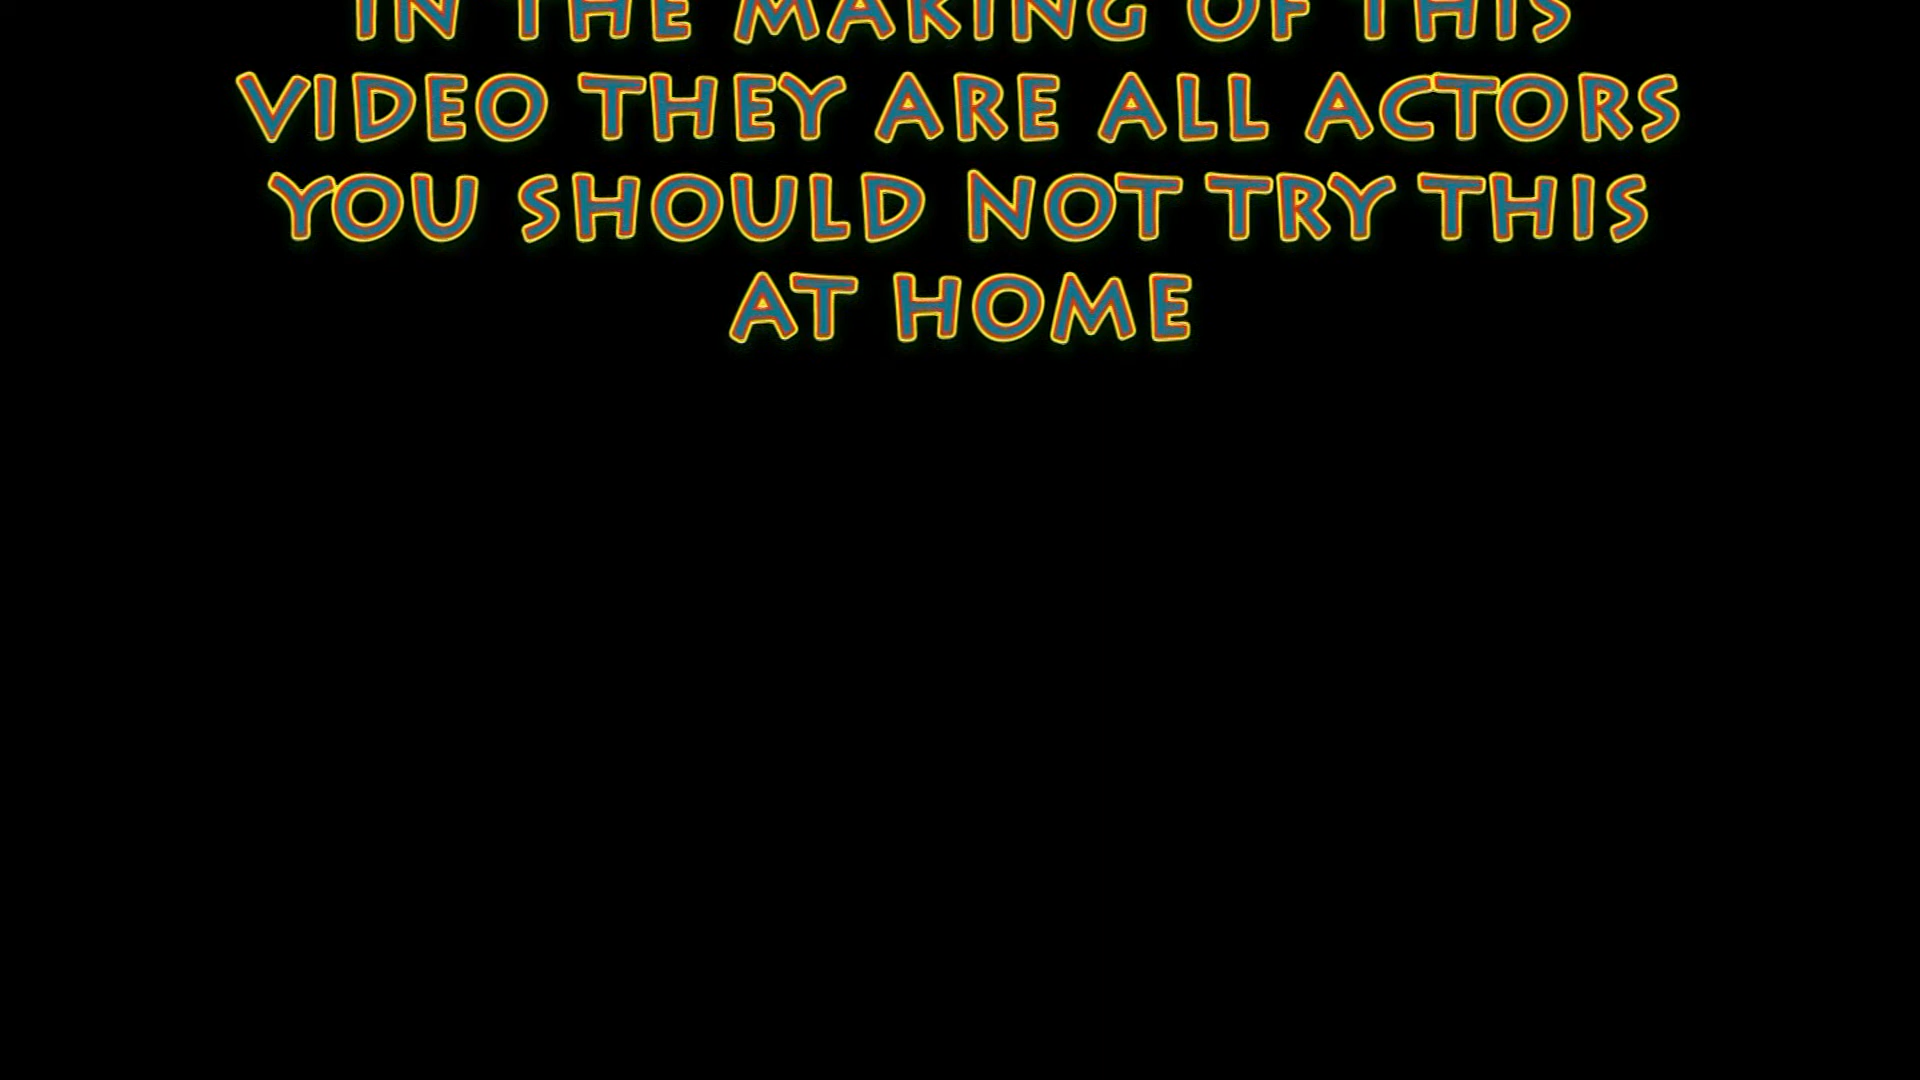 IN THE MAKING OF THIS
VIDEO THEY ARE ALL ACTORS
YOU SHOULD NOT TRY THIS
AT HOME